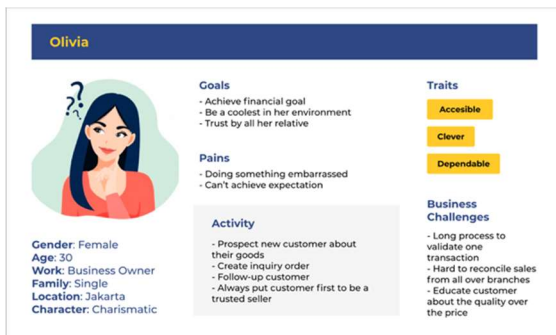 Olivia
Goals
- Achieve financial goal
- Be a coolest in her environment
- Trust by all her relative
Pains
- Doing something embarrassed
- Can't achieve expectation
Activity
- Prospect new customer about
their goods
- Create inquiry order
- Follow-up customer
- Always put customer first to be a
trusted seller
Traits
Accesible
Clever
Dependable
Business
Challenges
- Long process to
validate one
transaction
- Hard to reconcile sales
from all over branches
- Educate customer
about the quality over
the price
Gender: Female
Age: 30
Work: Business Owner
Family: Single
Location: Jakarta
Character: Charismatic